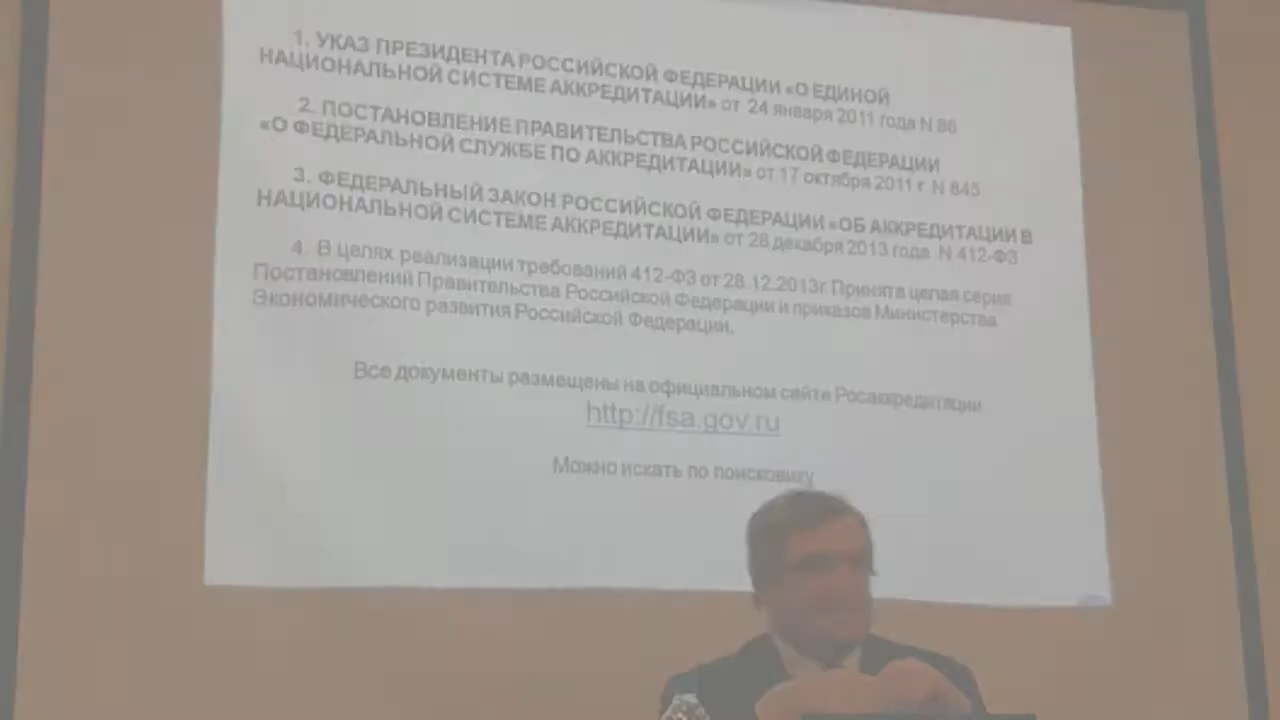 1. УКАЗ ПРЕЗИДЕНТА РОССИЙСКОЙ ФЕДЕРАЦИИ «О ЕДИНОЙ
НАЦИОНАЛЬНОЙ СИСТЕМЕ АККРЕДИТАЦИИ» от 24 января 2011 года N 86
2. ПОСТАНОВЛЕНИЕ ПРАВИТЕЛЬСТВА РОССИЙСКОЙ ФЕДЕРАЦИИ
«О ФЕДЕРАЛЬНОЙ СЛУЖБЕ ПО АККРЕДИТАЦИИ» от 17 октября 2011 г. N 845
3. ФЕДЕРАЛЬНЫЙ ЗАКОН РОССИЙСКОЙ ФЕДЕРАЦИИ «ОБ АККРЕДИТАЦИИ В
НАЦИОНАЛЬНОЙ СИСТЕМЕ АККРЕДИТАЦИИ» от 28 декабря 2013 года N 412-ФЗ
4. В целях реализации требований 412-ФЗ от 28.12.2013г. Принята целая серия
Постановлений Правительства Российской Федерации и приказов Министерства
Экономического развития Российской Федерации.
Все документы размещены на официальном сайте Росаккредитации
http://fsa.gov.ru
Можно искать по поисковику